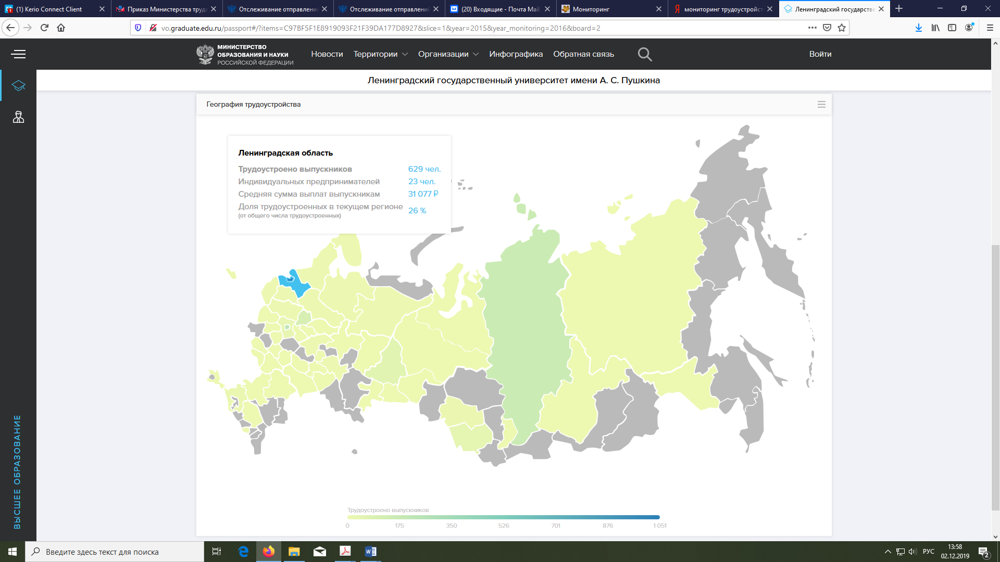 (1) Kerio Connect Client
Приказ Министерства труда
Отслеживание отправлени
Отслеживание отправлени
(20) Входящие - Почта Mail.
Мониторинг
мониторинг трудоустройст
Ленинградский государстве
vo.graduate.edu.ru/passport#/?items=C97BF5F1E8919093F21F39DA177D8927&slice=1&year=2015&year_monitoring=2016&board=2
МИНИСТЕРСТВО
ОБРАЗОВАНИЯ И НАУКИ
РОССИЙСКОЙ ФЕДЕРАЦИИ
Новости Территории Организации Инфографика Обратная связь Войти
Ленинградский государственный университет имени А. С. Пушкина
География трудоустройства
Ленинградская область
Трудоустроено выпускников 629 чел.
Индивидуальных предпринимателей 23 чел.
Средняя сумма выплат выпускникам 31 077 ₽
Доля трудоустроенных в текущем регионе 26 %
(от общего числа трудоустроенных)
ВЫСШЕЕ ОБРАЗОВАНИЕ
Трудоустроено выпускников
0 175 350 526 701 876 1 051
Введите здесь текст для поиска
РУС
13:58
02.12.2019
2